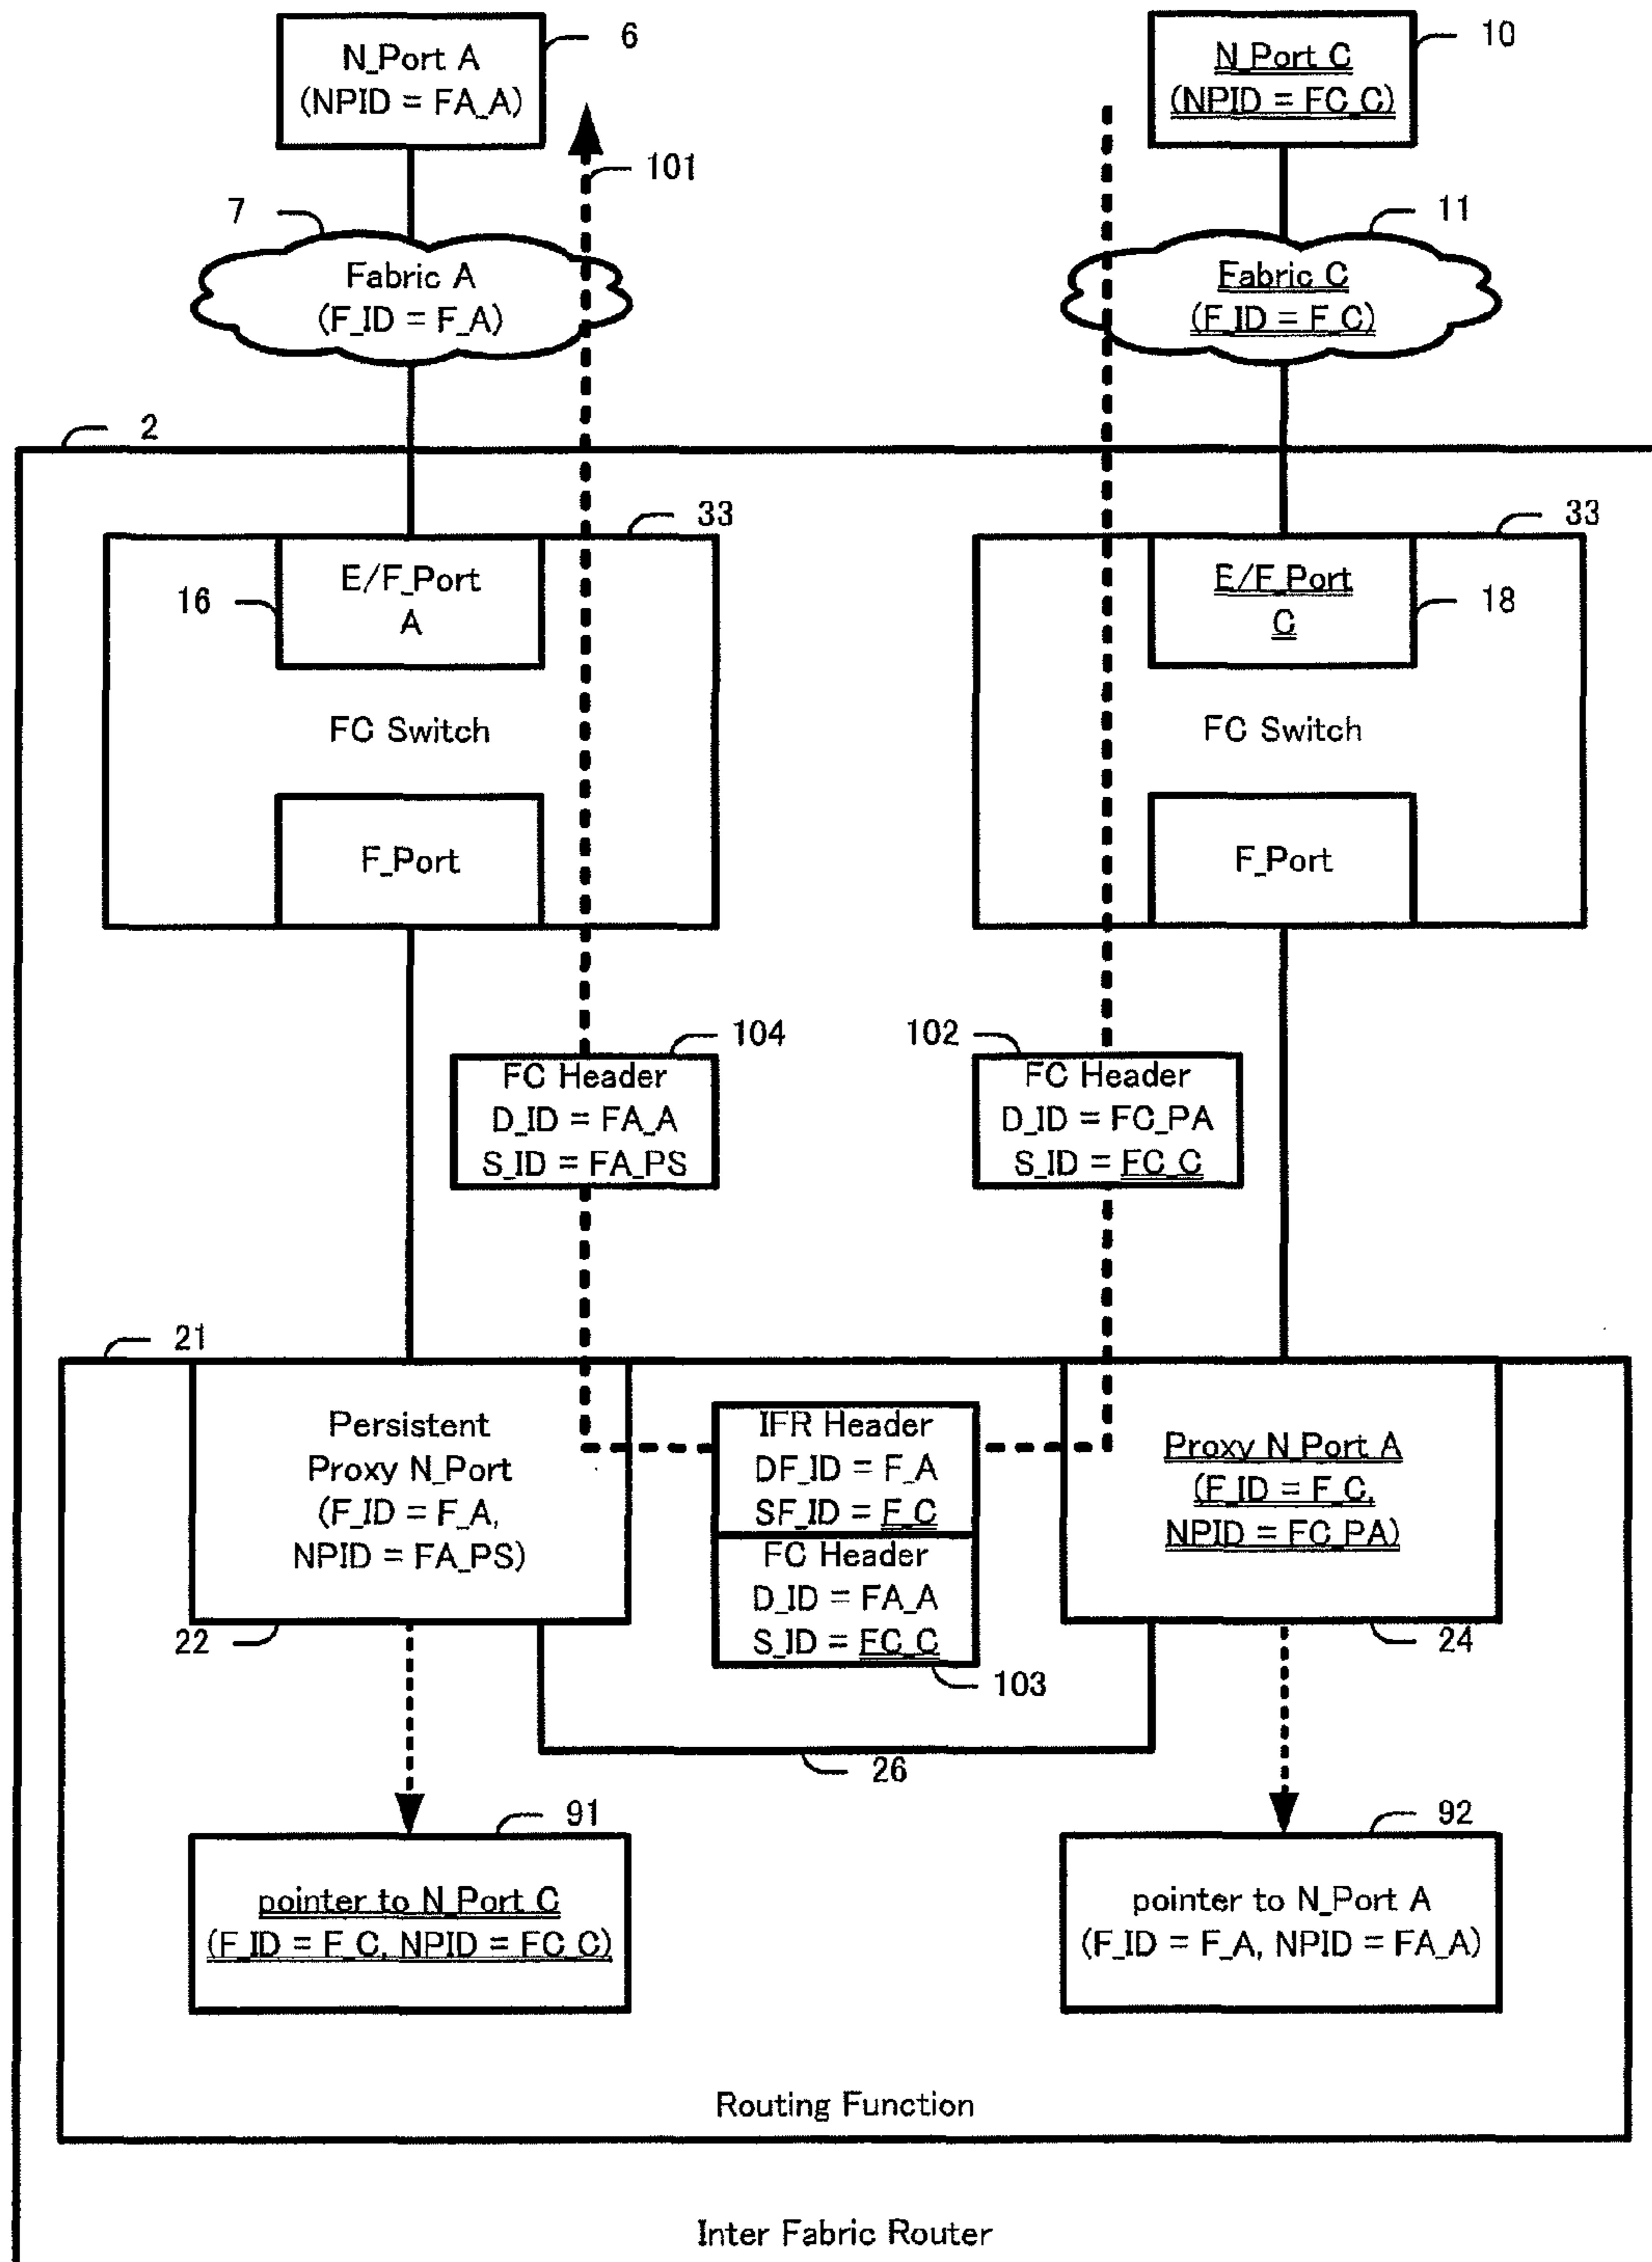 6
N_Port A
(NPID = FA_A)
10
N_Port C
(NPID = FC_C)
101
7
Fabric A
(F_ID = F_A)
11
Fabric C
(F_ID = F_C)
2
33
E/F_Port
A
16
FC Switch
F_Port
33
E/F_Port
C
18
FC Switch
F_Port
104
FC Header
D_ID = FA_A
S_ID = FA_PS
102
FC Header
D_ID = FC_PA
S_ID = FC_C
21
Persistent
Proxy N_Port
(F_ID = F_A,
NPID = FA_PS)
22
IFR Header
DF_ID = F_A
SF_ID = F_C
FC Header
D_ID = FA_A
S_ID = FC_C
103
Proxy N_Port A
(F_ID = F_C,
NPID = FC_PA)
24
26
91
pointer to N_Port C
(F_ID = F_C, NPID = FC_C)
92
pointer to N_Port A
(F_ID = F_A, NPID = FA_A)
Routing Function
Inter Fabric Router